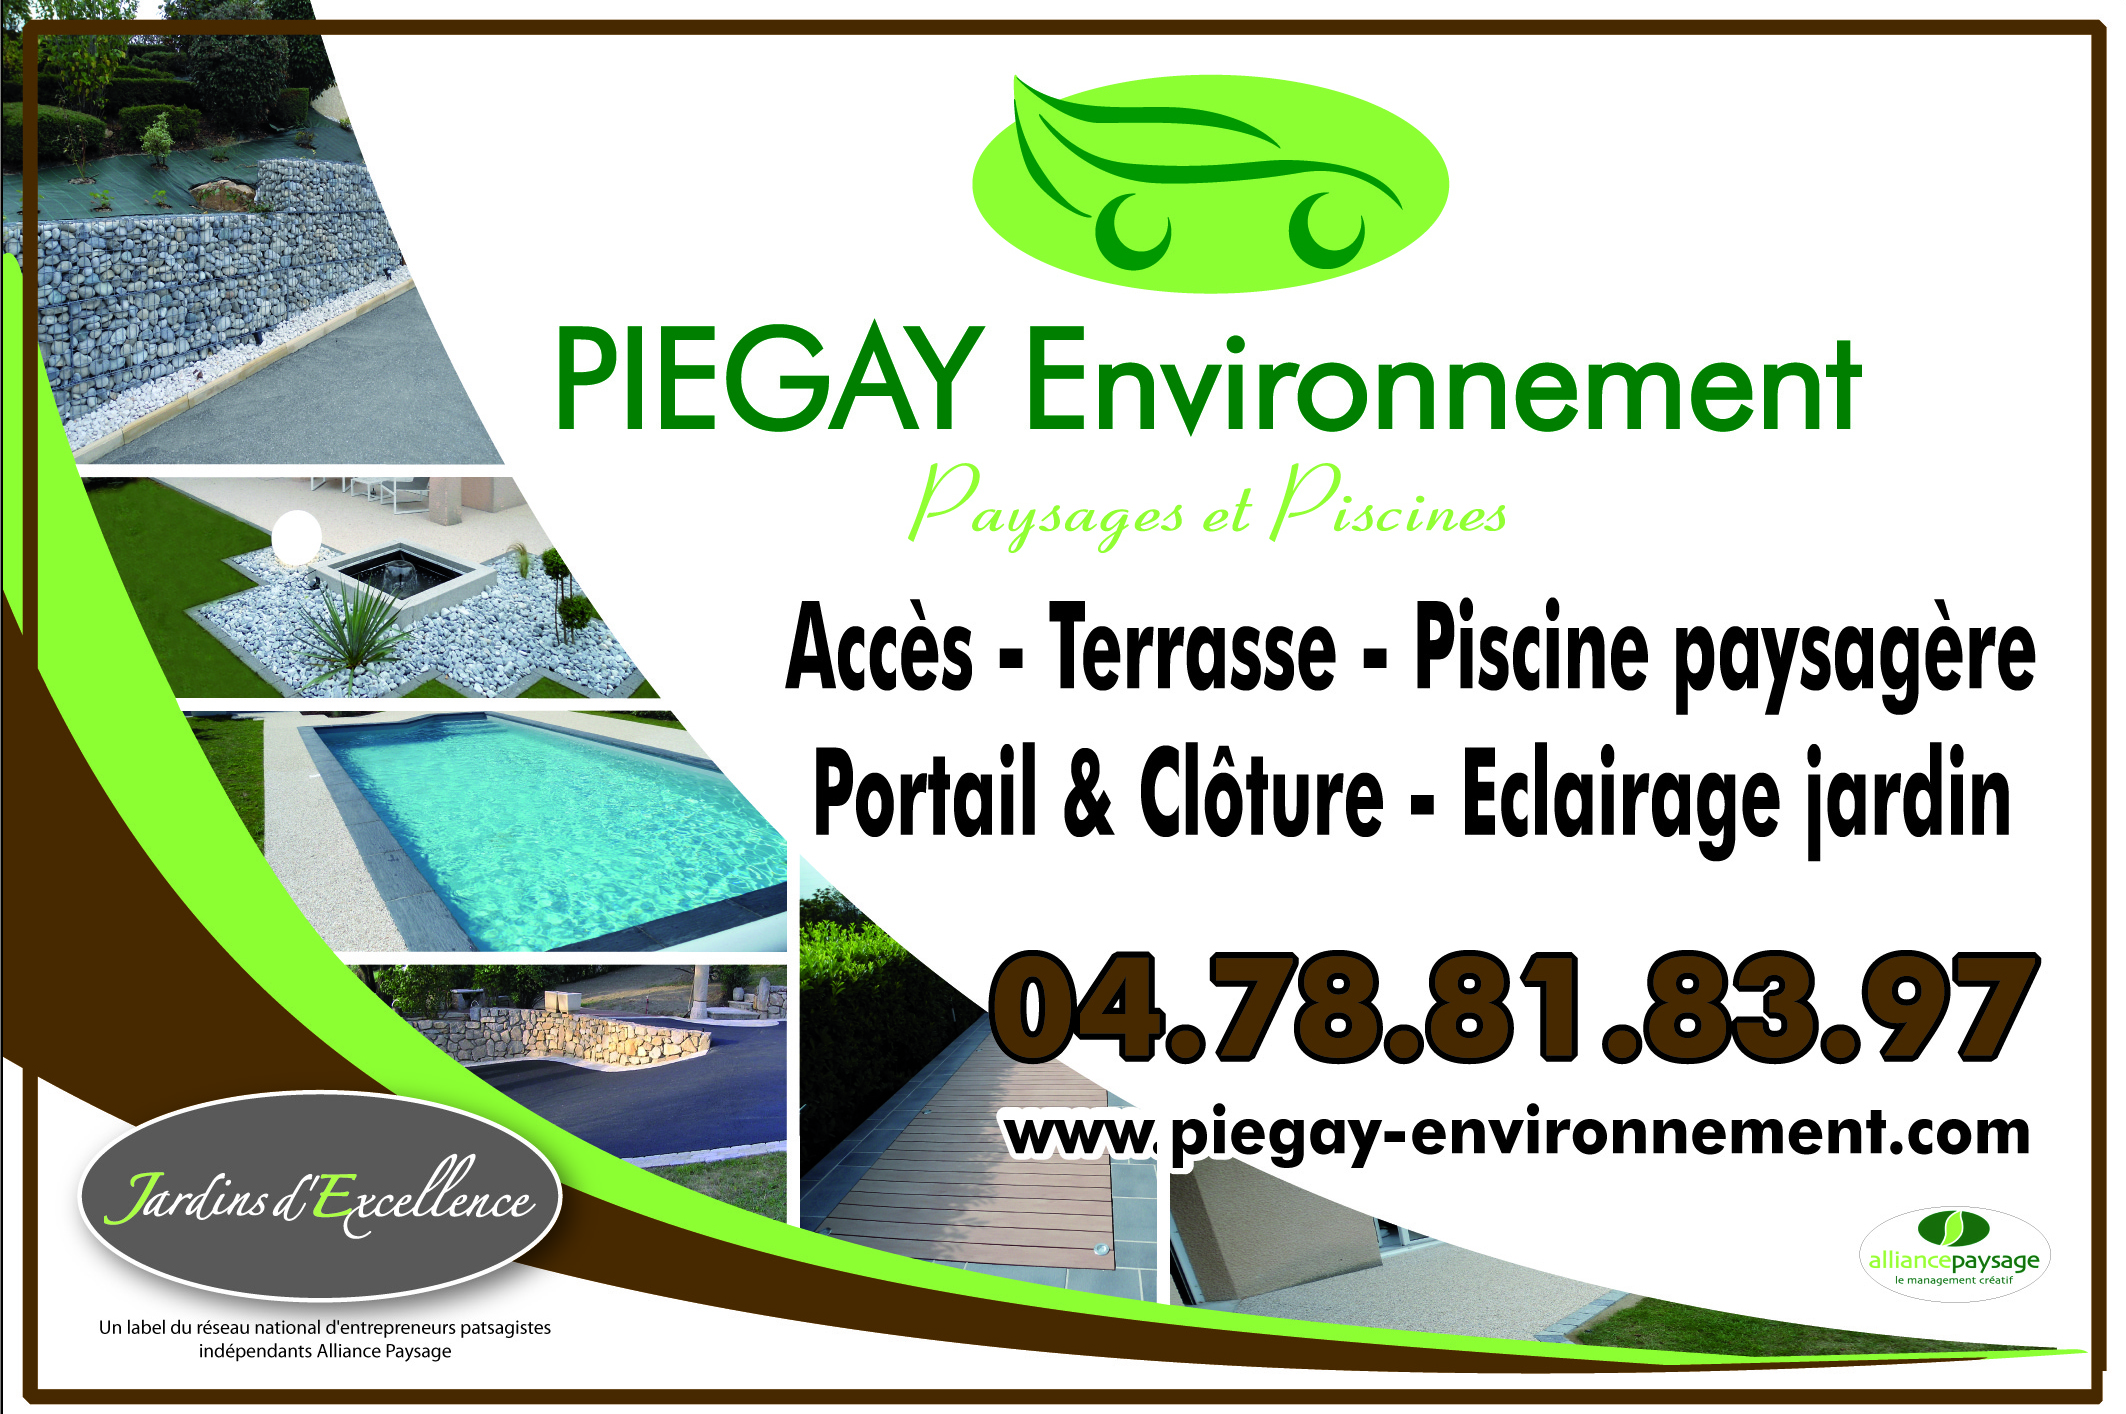 PIEGAY Environnement
Paysages et Piscines
Accès - Terrasse - Piscine paysagère
Portail & Clôture - Eclairage jardin
04.78.81.83.97
www.piegay-environnement.com
Jardins d'Excellence
Un label du réseau national d'entrepreneurs patsagistes
indépendants Alliance Paysage
alliancepaysage
le management créatif